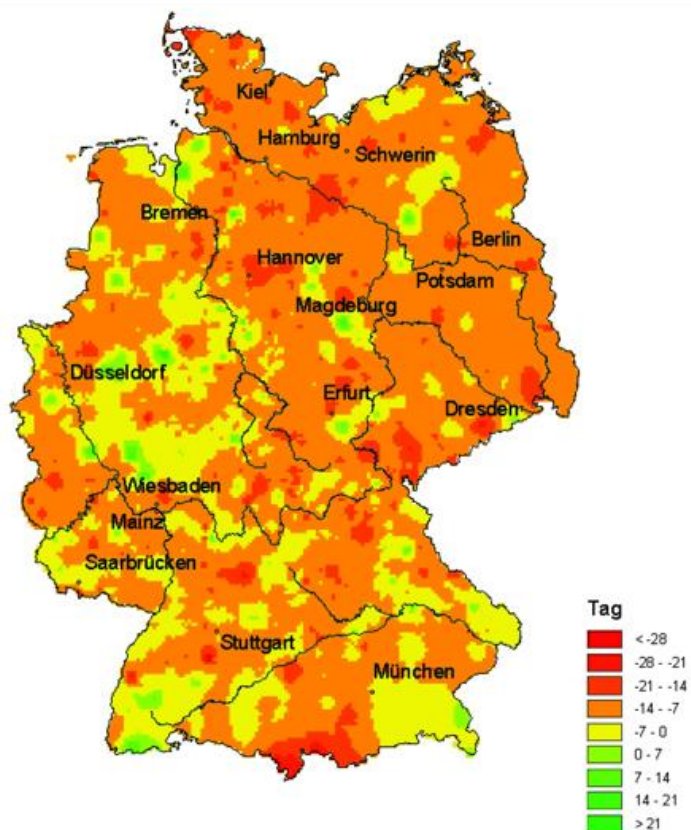 Kiel
Hamburg
Schwerin
Bremen
Berlin
Hannover
Potsdam
Magdeburg
Düsseldorf
Erfurt
Dresden
Wiesbaden
Mainz
Saarbrücken
Stuttgart
München
Tag
< -28
-28 - -21
-21 - -14
-14 - -7
-7 - 0
0 - 7
7 - 14
14 - 21
> 21